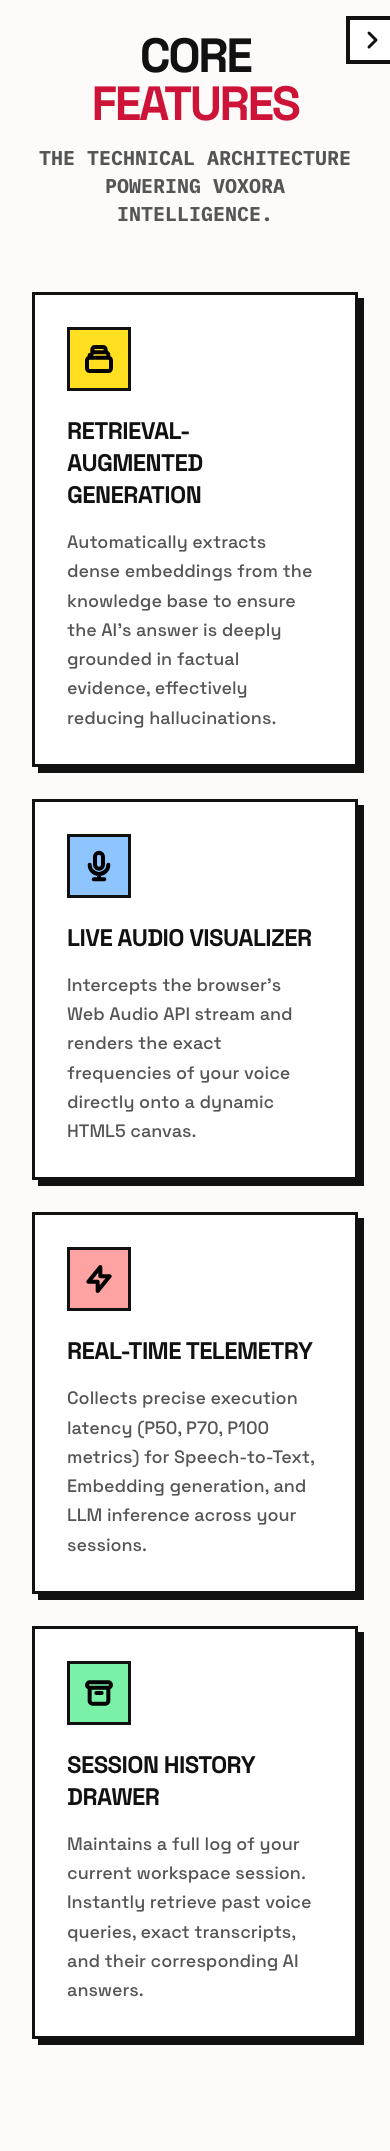 CORE
FEATURES
THE TECHNICAL ARCHITECTURE
POWERING VOXORA
INTELLIGENCE.
RETRIEVAL-
AUGMENTED
GENERATION
Automatically extracts
dense embeddings from the
knowledge base to ensure
the AI's answer is deeply
grounded in factual
evidence, effectively
reducing hallucinations.
LIVE AUDIO VISUALIZER
Intercepts the browser's
Web Audio API stream and
renders the exact
frequencies of your voice
directly onto a dynamic
HTML5 canvas.
REAL-TIME TELEMETRY
Collects precise execution
latency (P50, P70, P100
metrics) for Speech-to-Text,
Embedding generation, and
LLM inference across your
sessions.
SESSION HISTORY
DRAWER
Maintains a full log of your
current workspace session.
Instantly retrieve past voice
queries, exact transcripts,
and their corresponding AI
answers.